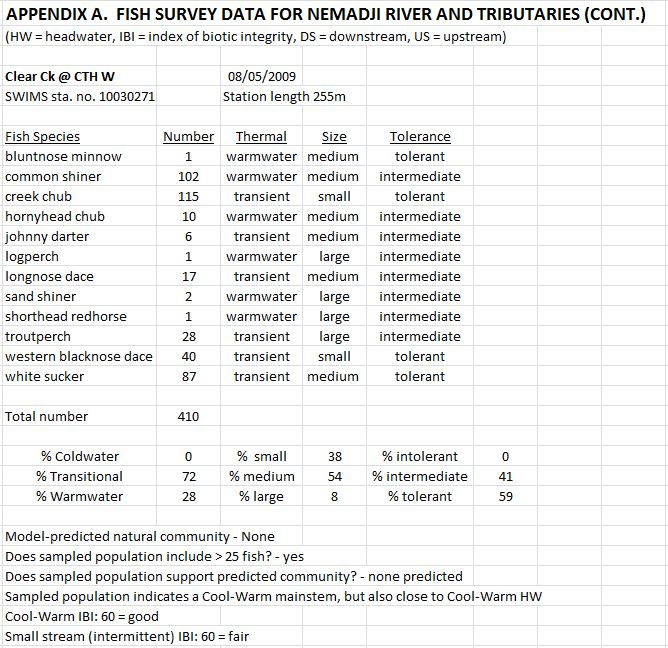 APPENDIX A. FISH SURVEY DATA FOR NEMADJI RIVER AND TRIBUTARIES (CONT.)
(HW = headwater, IBI = index of biotic integrity, DS = downstream, US = upstream)
Clear Ck @ CTH W 08/05/2009
SWIMS sta. no. 10030271 Station length 255m
Fish Species Number Thermal Size Tolerance
bluntnose minnow 1 warmwater medium tolerant
common shiner 102 warmwater medium intermediate
creek chub 115 transient small tolerant
hornyhead chub 10 warmwater medium intermediate
johnny darter 6 transient medium intermediate
logperch 1 warmwater large intermediate
longnose dace 17 transient medium intermediate
sand shiner 2 warmwater large intermediate
shorthead redhorse 1 warmwater large intermediate
troutperch 28 transient large intermediate
western blacknose dace 40 transient small tolerant
white sucker 87 transient medium tolerant
Total number 410
% Coldwater 0 % small 38 % intolerant 0
% Transitional 72 % medium 54 % intermediate 41
% Warmwater 28 % large 8 % tolerant 59
Model-predicted natural community - None
Does sampled population include > 25 fish? - yes
Does sampled population support predicted community? - none predicted
Sampled population indicates a Cool-Warm mainstem, but also close to Cool-Warm HW
Cool-Warm IBI: 60 = good
Small stream (intermittent) IBI: 60 = fair